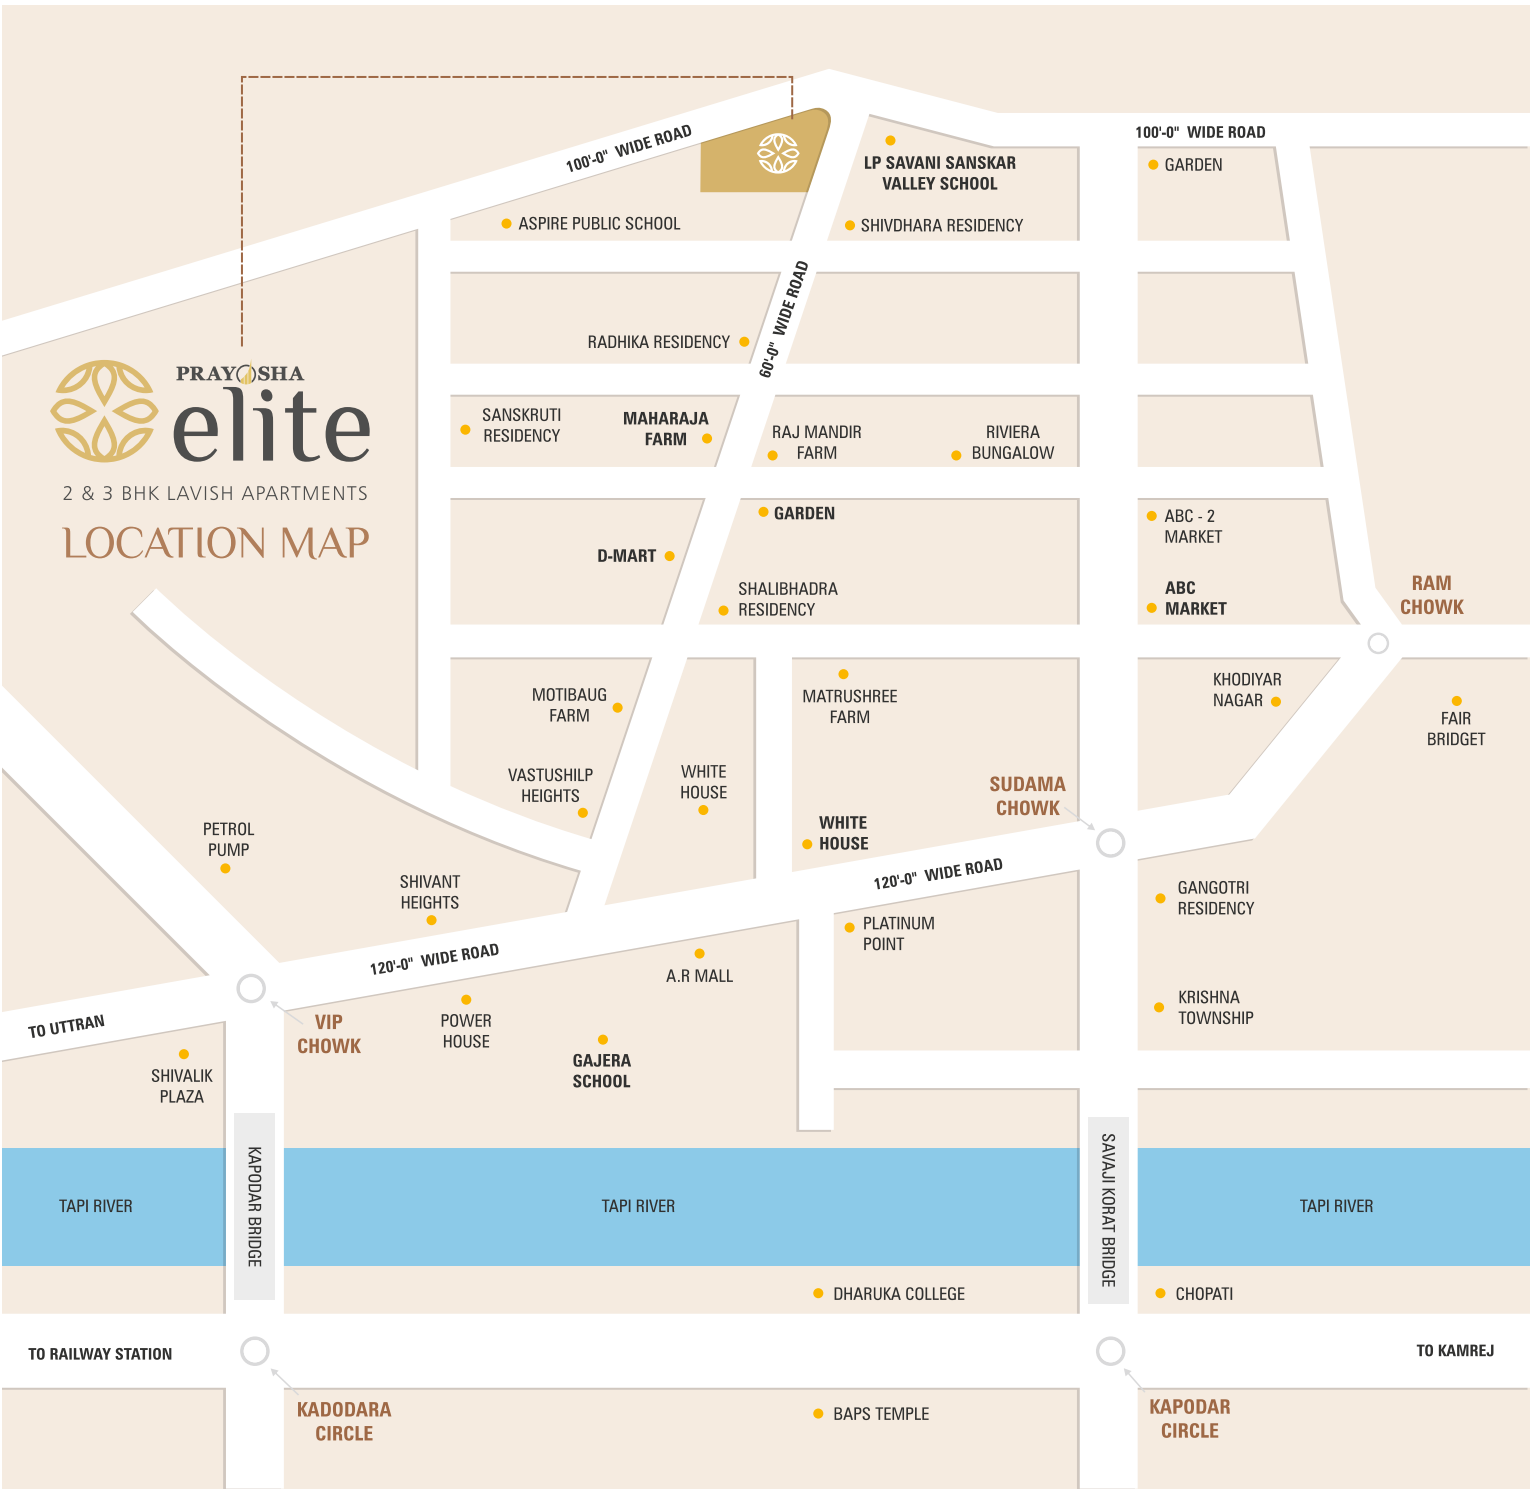 100'-0" WIDE ROAD
100'-0" WIDE ROAD
LP SAVANI SANSKAR
VALLEY SCHOOL
GARDEN
ASPIRE PUBLIC SCHOOL
SHIVDHARA RESIDENCY
60'-0" WIDE ROAD
RADHIKA RESIDENCY
PRAYOSHA
elite
2 & 3 BHK LAVISH APARTMENTS
LOCATION MAP
SANSKRUTI
RESIDENCY
MAHARAJA
FARM
RAJ MANDIR
FARM
RIVIERA
BUNGALOW
GARDEN
ABC - 2
MARKET
D-MART
SHALIBHADRA
RESIDENCY
ABC
MARKET
RAM
CHOWK
MOTIBAUG
FARM
MATRUSHREE
FARM
KHODIYAR
NAGAR
FAIR
BRIDGET
VASTUSHILP
HEIGHTS
WHITE
HOUSE
SUDAMA
CHOWK
PETROL
PUMP
WHITE
HOUSE
120'-0" WIDE ROAD
SHIVANT
HEIGHTS
GANGOTRI
RESIDENCY
PLATINUM
POINT
120'-0" WIDE ROAD
A.R MALL
KRISHNA
TOWNSHIP
TO UTTRAN
VIP
CHOWK
POWER
HOUSE
GAJERA
SCHOOL
SHIVALIK
PLAZA
KAPODAR BRIDGE
SAVAJI KORAT BRIDGE
TAPI RIVER
TAPI RIVER
TAPI RIVER
DHARUKA COLLEGE
CHOPATI
TO RAILWAY STATION
TO KAMREJ
KADODARA
CIRCLE
BAPS TEMPLE
KAPODAR
CIRCLE